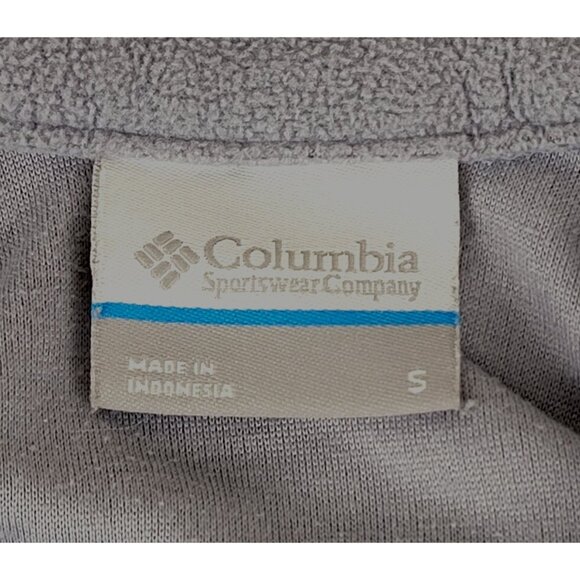 Columbia
Sportswear Company
MADE IN
INDONESIA
S